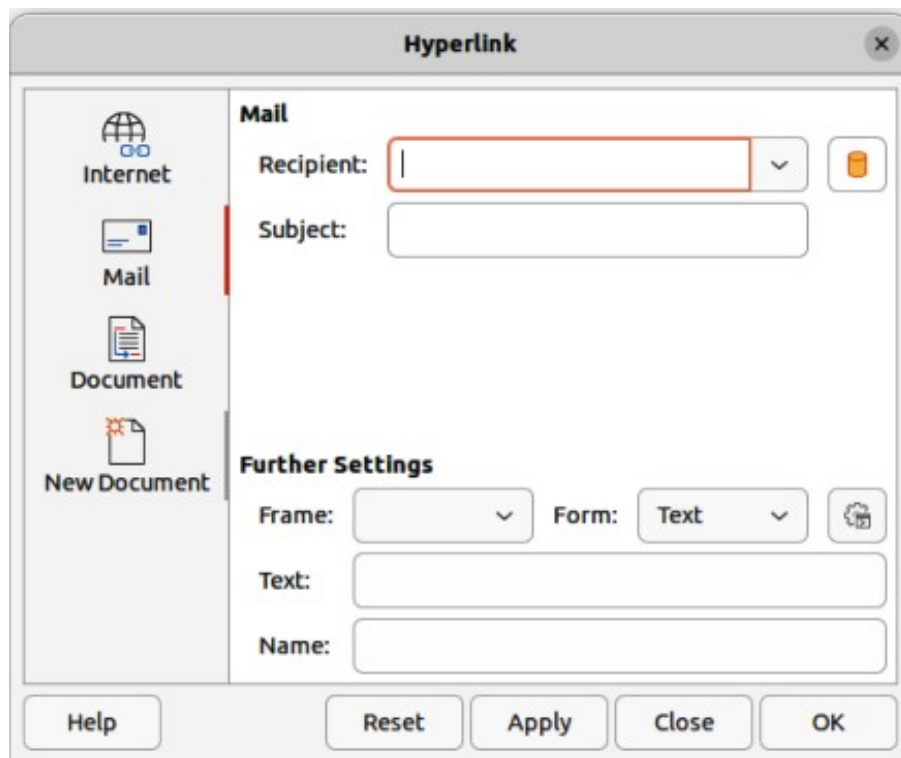 Hyperlink
Internet
Mail
Document
New Document
Mail
Recipient:
Subject:
Further Settings
Frame:
Form: Text
Text:
Name:
Help Reset Apply Close OK